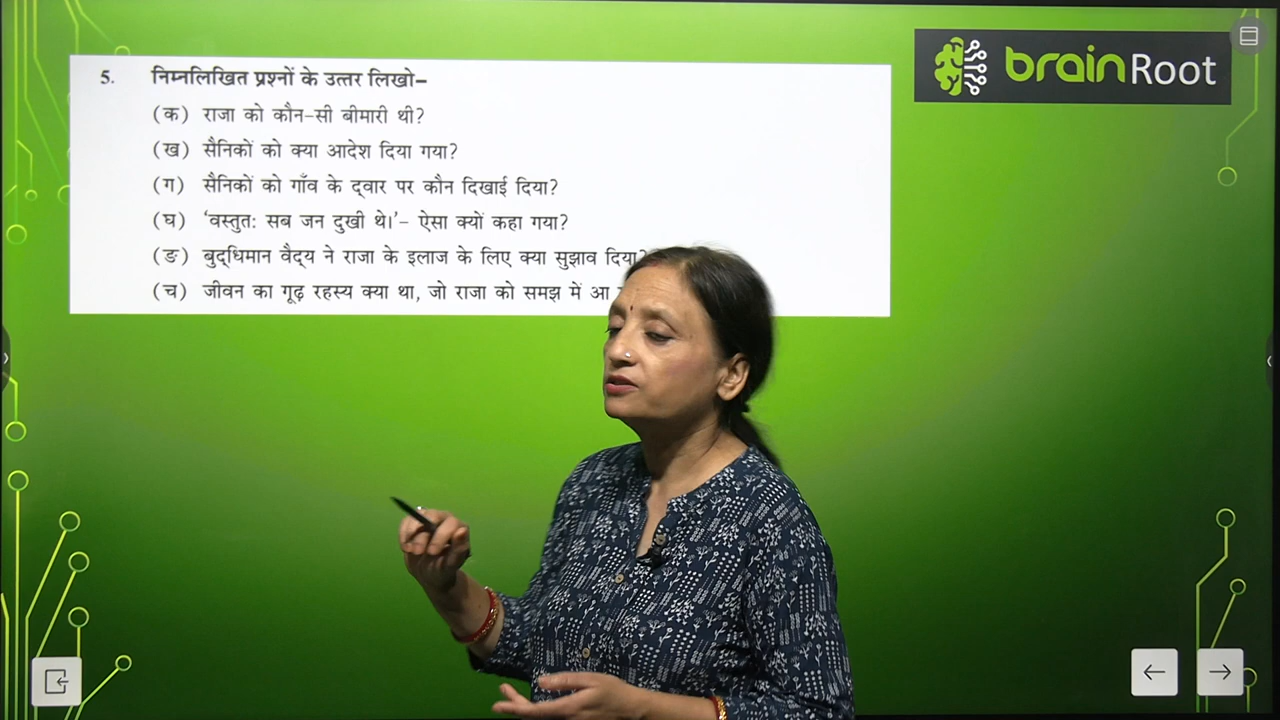 brainRoot
5. निम्नलिखित प्रश्नों के उत्तर लिखो–
(क) राजा को कौन-सी बीमारी थी?
(ख) सैनिकों को क्या आदेश दिया गया?
(ग) सैनिकों को गाँव के द्वार पर कौन दिखाई दिया?
(घ) 'वस्तुतः सब जन दुखी थे।'– ऐसा क्यों कहा गया?
(ङ) बुद्धिमान वैद्य ने राजा के इलाज के लिए क्या सुझाव दिया?
(च) जीवन का गूढ़ रहस्य क्या था, जो राजा को समझ में आ